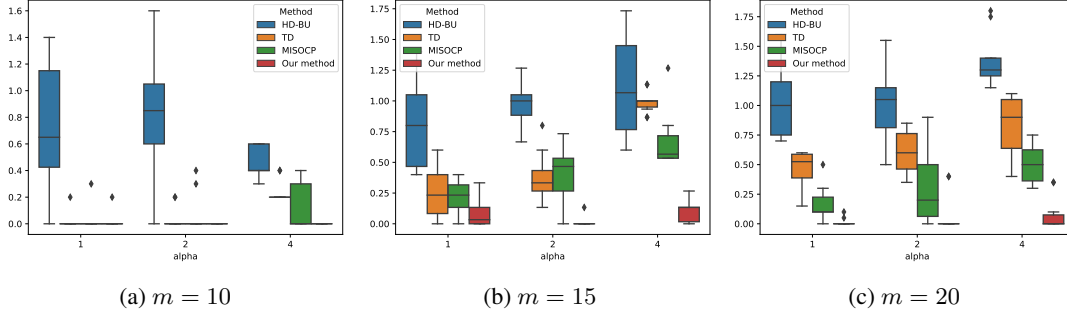 1.6
1.4
1.2
1.0
0.8
0.6
0.4
0.2
0.0
Method
HD-BU
TD
MISOCP
Our method
1 2 4
alpha
(a) m = 10
1.75
1.50
1.25
1.00
0.75
0.50
0.25
0.00
Method
HD-BU
TD
MISOCP
Our method
1 2 4
alpha
(b) m = 15
1.75
1.50
1.25
1.00
0.75
0.50
0.25
0.00
Method
HD-BU
TD
MISOCP
Our method
1 2 4
alpha
(c) m = 20